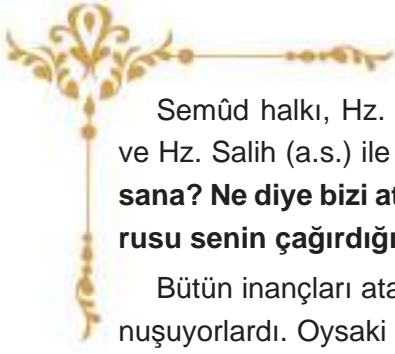 Semûd halkı, Hz.
ve Hz. Salih (a.s.) ile
sana? Ne diye bizi at
rusu senin çağırdığı
Bütün inançları ata
nuşuyorlardı. Oysaki